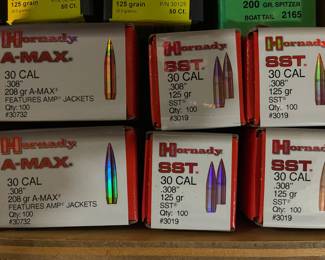 125 grain
50 Ct.
125 grain
P/N 30126
50 Ct.
200 GR. SPITZER
BOAT TAIL 2165
Hornady
A-MAX®
30 CAL
.308"
208 gr A-MAX®
FEATURES AMP® JACKETS
Qty: 100
#30732
Hornady
SST®
30 CAL
.308"
125 gr
SST®
Qty: 100
#3019
Hornady
SST®
30 CAL
.308"
125 gr
SST®
Qty: 100
#3019
Hornady
A-MAX®
30 CAL
.308"
208 gr A-MAX®
FEATURES AMP® JACKETS
Qty: 100
#30732
Hornady
SST®
30 CAL
.308"
125 gr
SST®
Qty: 100
#3019
Hornady
SST®
30 CAL
.308"
125 gr
SST®
Qty: 100
#3019